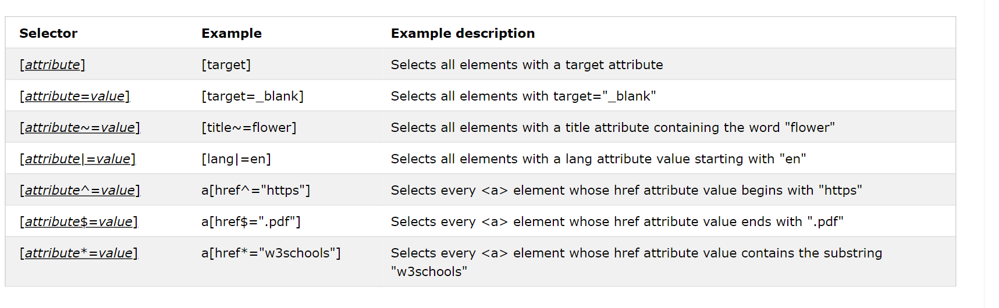 Selector Example Example description
[attribute] [target] Selects all elements with a target attribute
[attribute=value] [target=_blank] Selects all elements with target="_blank"
[attribute~=value] [title~=flower] Selects all elements with a title attribute containing the word "flower"
[attribute|=value] [lang|=en] Selects all elements with a lang attribute value starting with "en"
[attribute^=value] a[href^="https"] Selects every <a> element whose href attribute value begins with "https"
[attribute$=value] a[href$=".pdf"] Selects every <a> element whose href attribute value ends with ".pdf"
[attribute*=value] a[href*="w3schools"] Selects every <a> element whose href attribute value contains the substring
"w3schools"